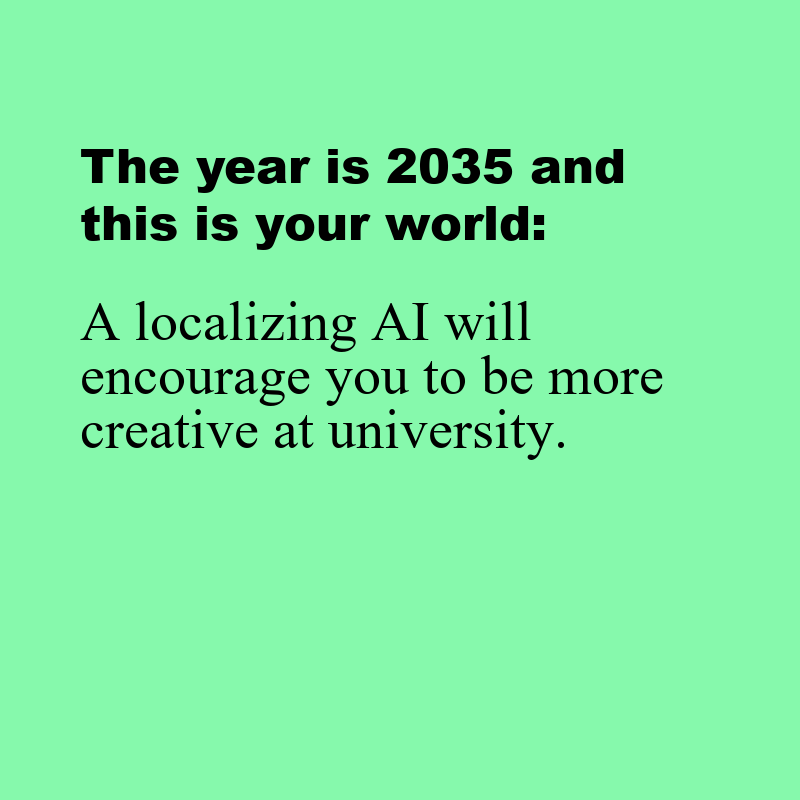 The year is 2035 and
this is your world:
A localizing AI will
encourage you to be more
creative at university.